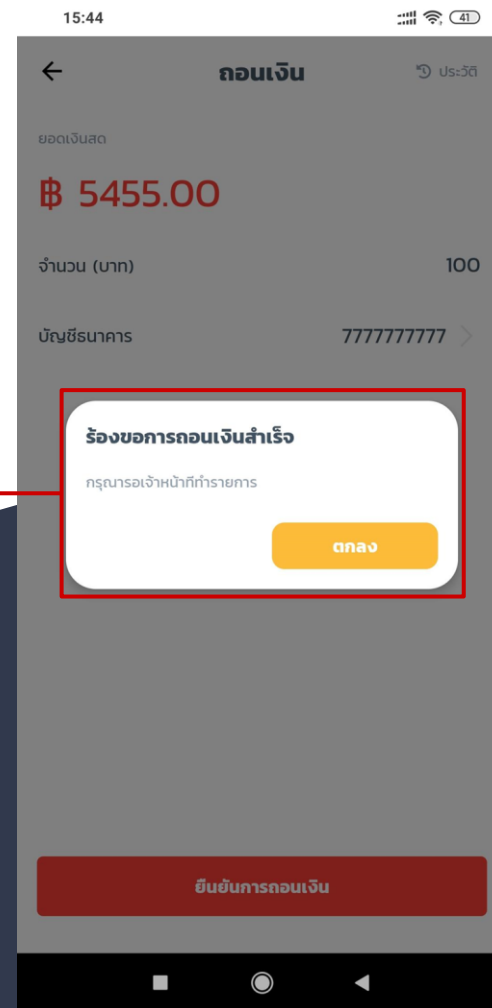 15:44
41
ถอนเงิน
ประวัติ
ยอดเงินสด
฿ 5455.00
จำนวน (บาท) 100
บัญชีธนาคาร 7777777777
ร้องขอการถอนเงินสำเร็จ
กรุณารอเจ้าหน้าทีทำรายการ
ตกลง
ยืนยันการถอนเงิน